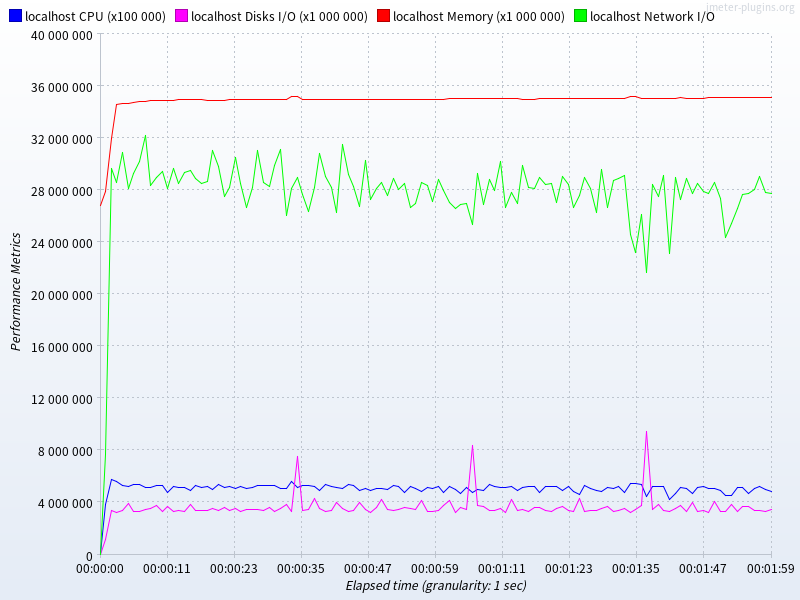 jmeter-plugins.org
localhost CPU (x100 000) localhost Disks I/O (x1 000 000) localhost Memory (x1 000 000) localhost Network I/O
40 000 000
36 000 000
32 000 000
28 000 000
24 000 000
20 000 000
16 000 000
12 000 000
8 000 000
4 000 000
0
Performance Metrics
00:00:00 00:00:11 00:00:23 00:00:35 00:00:47 00:00:59 00:01:11 00:01:23 00:01:35 00:01:47 00:01:59
Elapsed time (granularity: 1 sec)